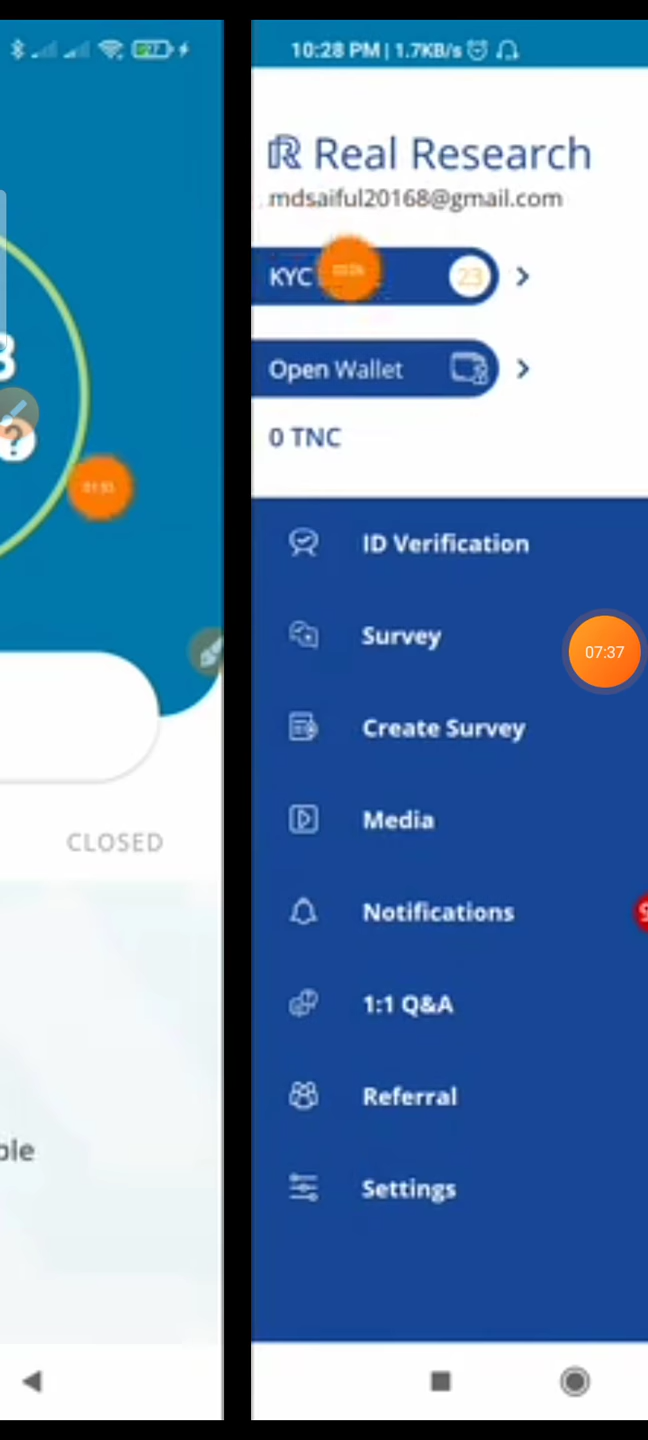 10:28 PM | 1.7KB/s
Real Research
mdsaiful20168@gmail.com
KYC
23
Open Wallet
0 TNC
ID Verification
Survey
07:37
Create Survey
Media
CLOSED
Notifications
1:1 Q&A
Referral
Settings